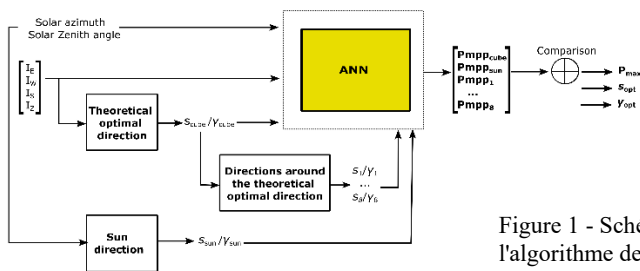 Solar azimuth
Solar Zenith angle
I_E
I_W
I_S
I_Z
Theoretical
optimal
direction
s_cube/γ_cube
Directions around
the theoretical
optimal direction
s_1/γ_1
...
s_8/γ_8
Sun
direction
s_sun/γ_sun
ANN
Pmpp_cube
Pmpp_sun
Pmpp_1
...
Pmpp_8
Comparison
P_max
s_opt
γ_opt
Figure 1 - Sche
l'algorithme de